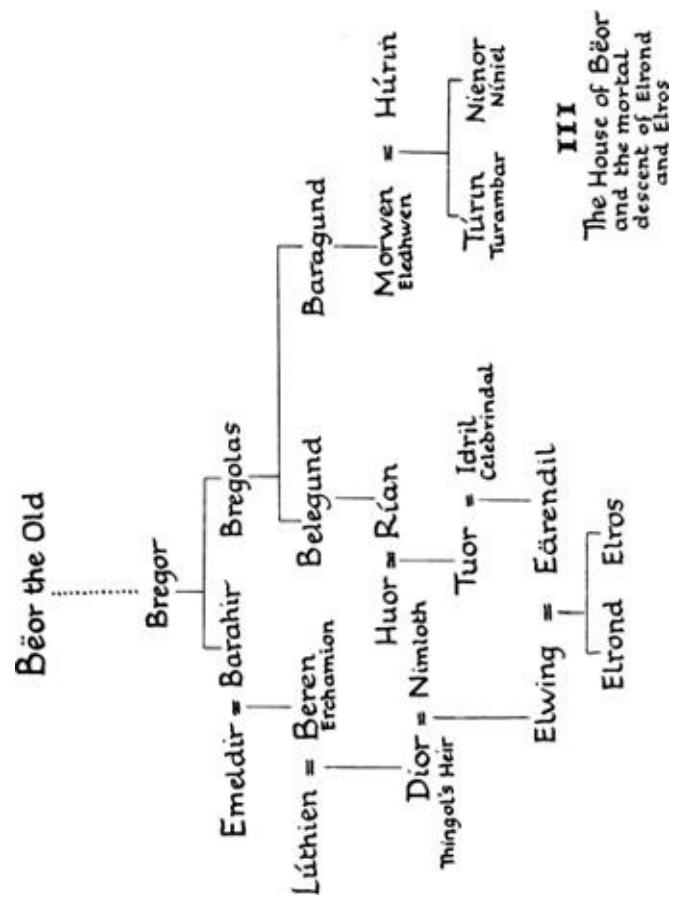 Bëor the Old
Bregor
Emeldir = Barahir Bregolas
Lúthien = Beren Belegund Baragund
Erchamion
Dior = Nimloth Huor = Rían Morwen = Húrin
Thingol's Heir Eledhwen
Tuor = Idril Túrin Nienor
Celebrindal Turambar Níniel
Elwing = Eärendil
Elrond Elros
III
The House of Bëor
and the mortal
descent of Elrond
and Elros